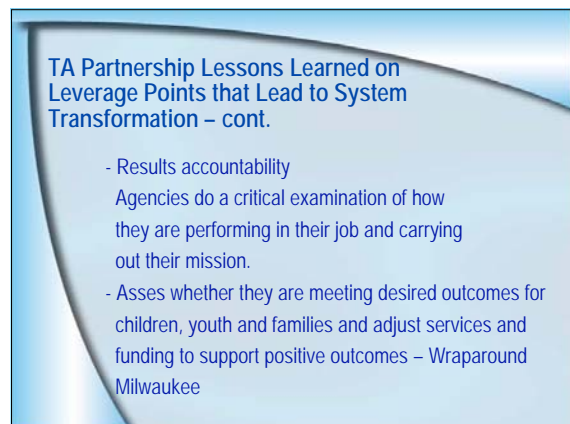 TA Partnership Lessons Learned on
Leverage Points that Lead to System
Transformation – cont.
- Results accountability
Agencies do a critical examination of how
they are performing in their job and carrying
out their mission.
- Asses whether they are meeting desired outcomes for
children, youth and families and adjust services and
funding to support positive outcomes – Wraparound
Milwaukee